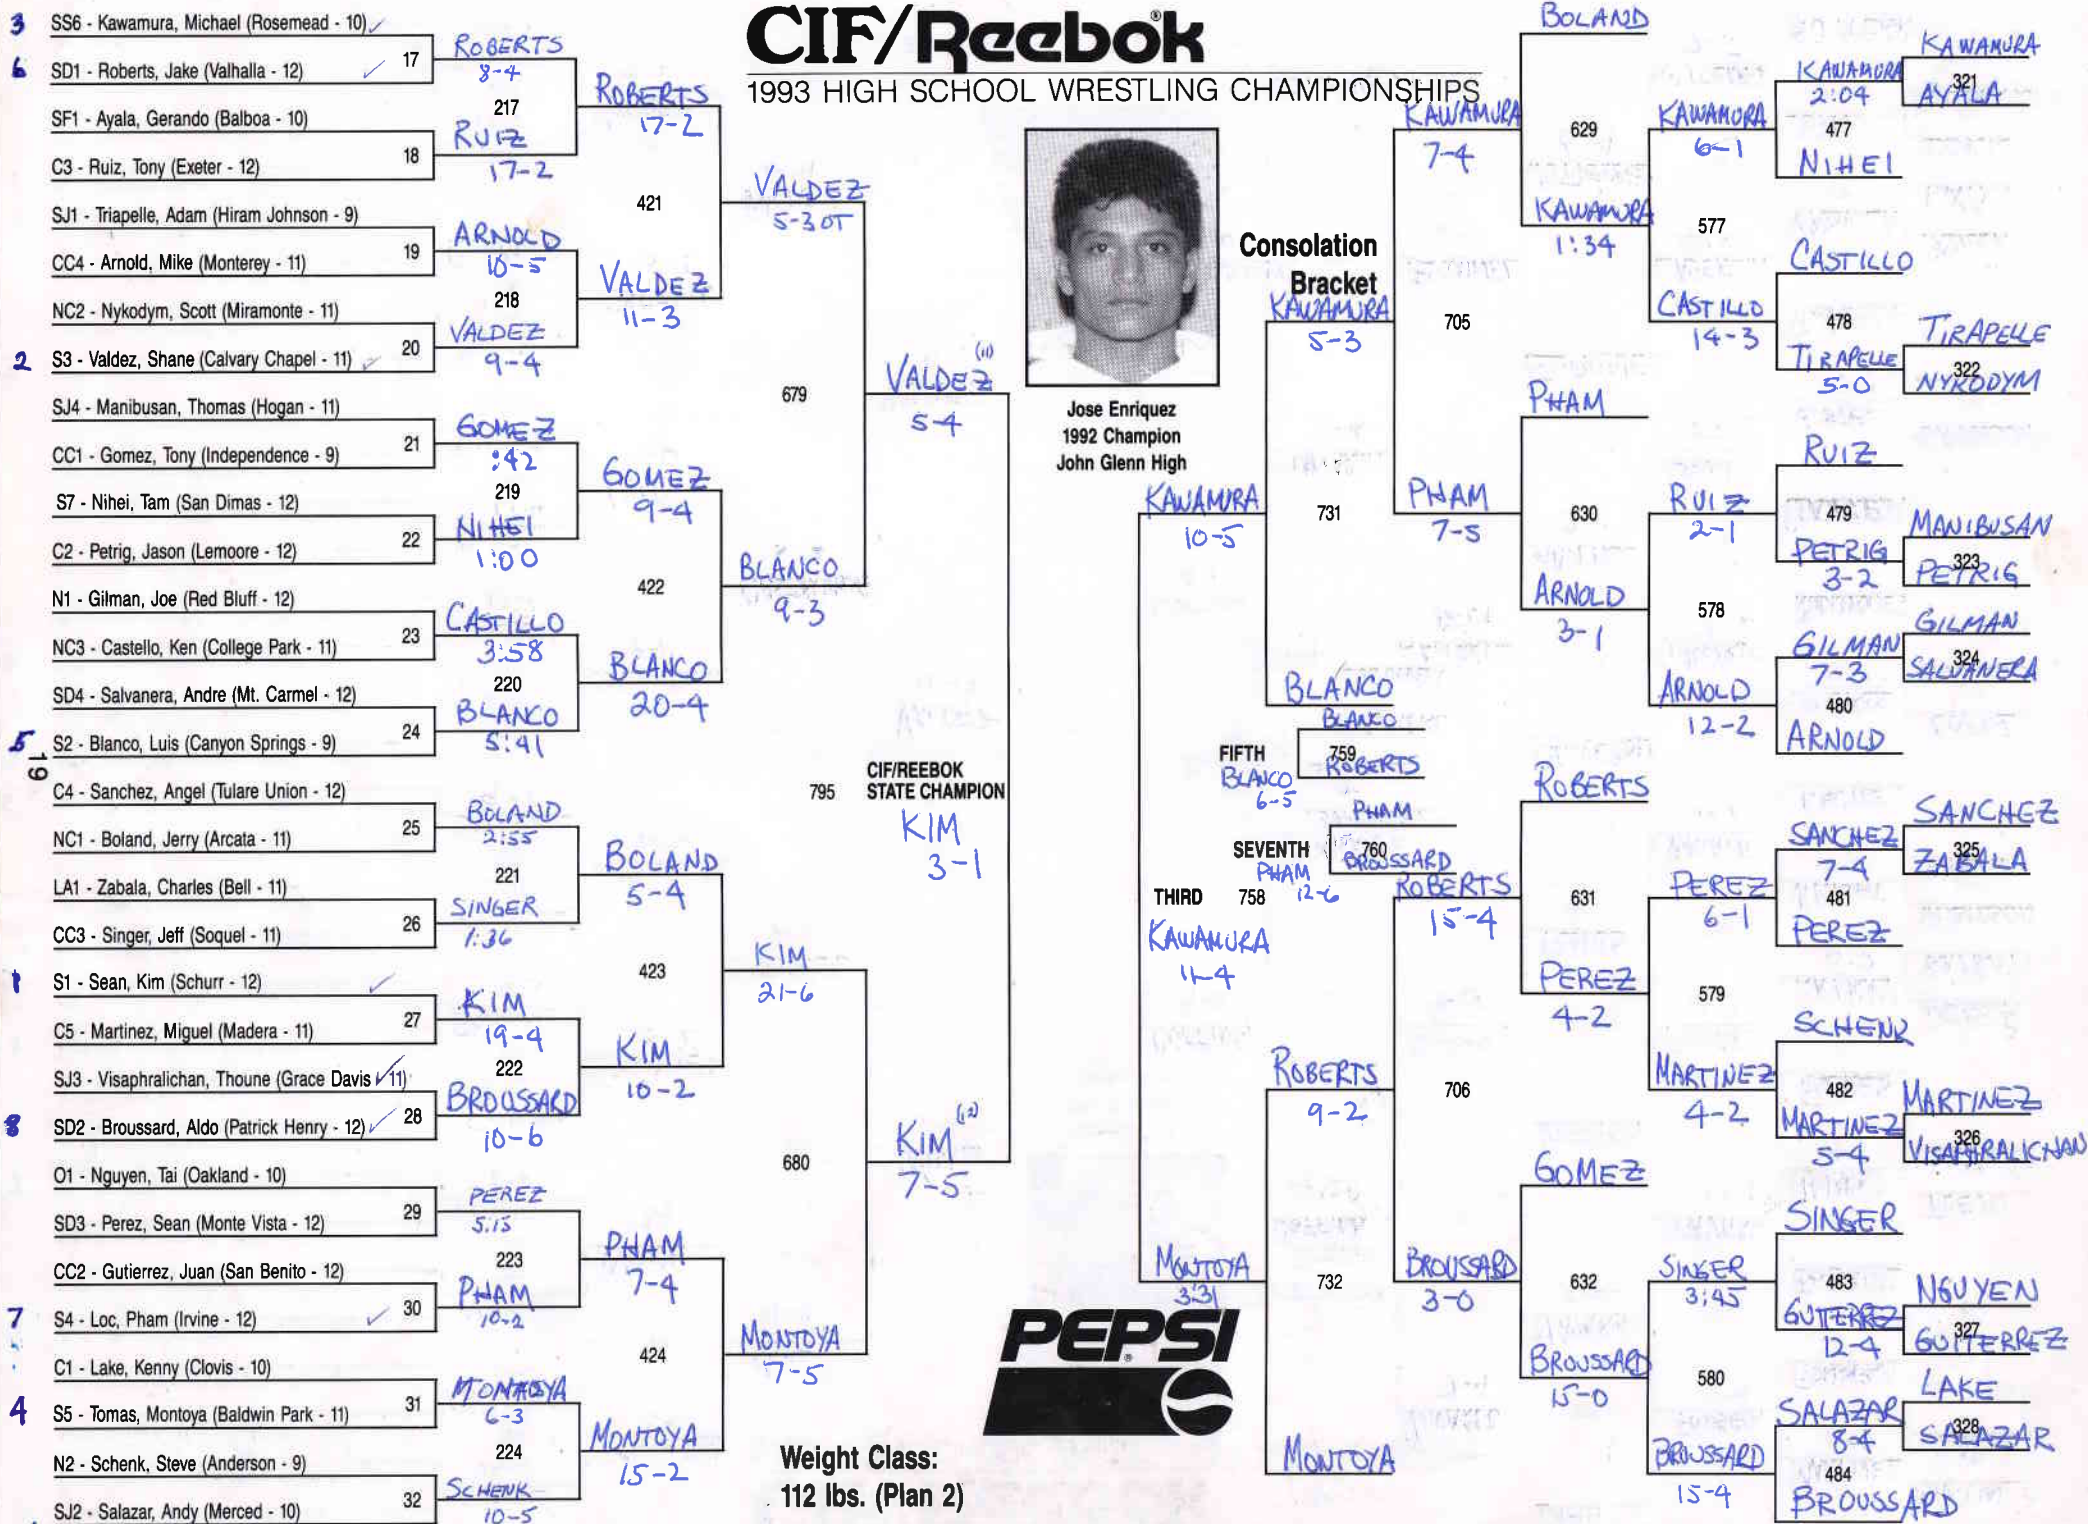 CIF/Reebok
1993 HIGH SCHOOL WRESTLING CHAMPIONSHIPS
3 SS6 - Kawamura, Michael (Rosemead - 10)
17
6 SD1 - Roberts, Jake (Valhalla - 12)
SF1 - Ayala, Gerando (Balboa - 10)
18
C3 - Ruiz, Tony (Exeter - 12)
SJ1 - Triapelle, Adam (Hiram Johnson - 9)
19
CC4 - Arnold, Mike (Monterey - 11)
NC2 - Nykodym, Scott (Miramonte - 11)
20
2 S3 - Valdez, Shane (Calvary Chapel - 11)
SJ4 - Manibusan, Thomas (Hogan - 11)
21
CC1 - Gomez, Tony (Independence - 9)
S7 - Nihei, Tam (San Dimas - 12)
22
C2 - Petrig, Jason (Lemoore - 12)
N1 - Gilman, Joe (Red Bluff - 12)
23
NC3 - Castello, Ken (College Park - 11)
SD4 - Salvanera, Andre (Mt. Carmel - 12)
24
5 S2 - Blanco, Luis (Canyon Springs - 9)
19
C4 - Sanchez, Angel (Tulare Union - 12)
25
NC1 - Boland, Jerry (Arcata - 11)
LA1 - Zabala, Charles (Bell - 11)
26
CC3 - Singer, Jeff (Soquel - 11)
1 S1 - Sean, Kim (Schurr - 12)
27
C5 - Martinez, Miguel (Madera - 11)
SJ3 - Visaphralichan, Thoune (Grace Davis - 11)
28
8 SD2 - Broussard, Aldo (Patrick Henry - 12)
O1 - Nguyen, Tai (Oakland - 10)
29
SD3 - Perez, Sean (Monte Vista - 12)
CC2 - Gutierrez, Juan (San Benito - 12)
30
7 S4 - Loc, Pham (Irvine - 12)
C1 - Lake, Kenny (Clovis - 10)
31
4 S5 - Tomas, Montoya (Baldwin Park - 11)
N2 - Schenk, Steve (Anderson - 9)
32
SJ2 - Salazar, Andy (Merced - 10)
ROBERTS
8-4
217
RUIZ
17-2
ARNOLD
10-5
218
VALDEZ
9-4
GOMEZ
:42
219
NIHEI
1:00
CASTILLO
3:58
220
BLANCO
5:41
BOLAND
2:55
221
SINGER
1:36
KIM
19-4
222
BROUSSARD
10-6
PEREZ
5:15
223
PHAM
10-2
MONTOYA
6-3
224
SCHENK
10-5
ROBERTS
17-2
421
VALDEZ
11-3
GOMEZ
9-4
422
BLANCO
20-4
BOLAND
5-4
423
KIM
10-2
PHAM
7-4
424
MONTOYA
15-2
VALDEZ
5-3 OT
679
BLANCO
9-3
KIM
21-6
680
MONTOYA
7-5
VALDEZ (11)
5-4
795
CIF/REEBOK
STATE CHAMPION
KIM
3-1
KIM (12)
7-5
Weight Class:
112 lbs. (Plan 2)
Jose Enriquez
1992 Champion
John Glenn High
PEPSI
Consolation
Bracket
KAWAMURA
321
AYALA
TIRAPELLE
322
NYKODYM
MANIBUSAN
323
PETRIG
GILMAN
324
SALVANERA
SANCHEZ
325
ZABALA
MARTINEZ
326
VISAPHRALICHAN
NGUYEN
327
GUITERREZ
LAKE
328
SALAZAR
KAWAMURA
2:04
477
NIHEI
CASTILLO
478
TIRAPELLE
5-0
RUIZ
479
PETRIG
3-2
GILMAN
7-3
480
ARNOLD
SANCHEZ
7-4
481
PEREZ
SCHENK
482
MARTINEZ
5-4
SINGER
483
GUTERREZ
12-4
SALAZAR
8-4
484
BROUSSARD
KAWAMURA
6-1
577
CASTILLO
14-3
RUIZ
2-1
578
ARNOLD
12-2
PEREZ
6-1
579
MARTINEZ
4-2
SINGER
3:45
580
BROUSSARD
15-4
BOLAND
629
KAWAMURA
1:34
PHAM
630
ARNOLD
3-1
ROBERTS
631
PEREZ
4-2
GOMEZ
632
BROUSSARD
15-0
KAWAMURA
7-4
705
PHAM
7-5
ROBERTS
15-4
706
BROUSSARD
3-0
KAWAMURA
5-3
731
BLANCO
ROBERTS
9-2
732
MONTOYA
KAWAMURA
10-5
THIRD 758
KAWAMURA
11-4
MONTOYA
3:31
FIFTH
BLANCO
6-5
BLANCO
759
ROBERTS
SEVENTH
PHAM
12-6
PHAM
760
BROUSSARD